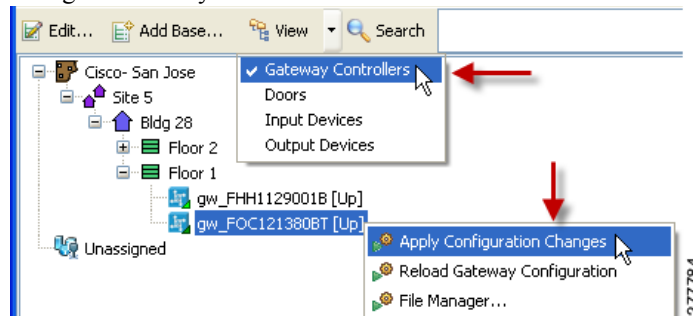 Edit... Add Base... View Search
Cisco- San Jose
Gateway Controllers
Site 5
Doors
Bldg 28
Input Devices
Floor 2
Output Devices
Floor 1
gw_FHH1129001B [Up]
gw_FOC121380BT [Up]
Unassigned
Apply Configuration Changes
Reload Gateway Configuration
File Manager...